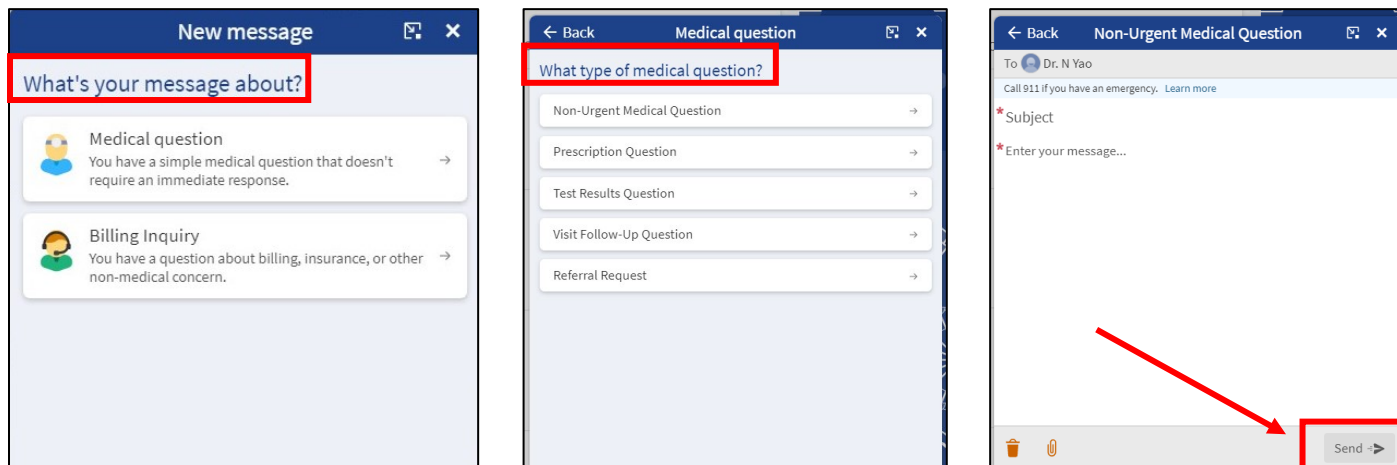 New message
What's your message about?
Medical question
You have a simple medical question that doesn't
require an immediate response.
Billing Inquiry
You have a question about billing, insurance, or other
non-medical concern.
← Back Medical question
What type of medical question?
Non-Urgent Medical Question
Prescription Question
Test Results Question
Visit Follow-Up Question
Referral Request
← Back Non-Urgent Medical Question
To Dr. N Yao
Call 911 if you have an emergency. Learn more
*Subject
*Enter your message...
Send